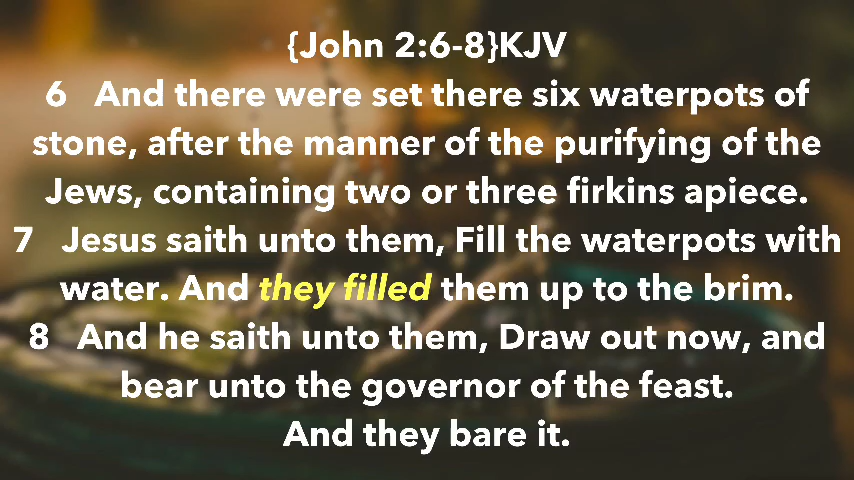 {John 2:6-8}KJV
6 And there were set there six waterpots of
stone, after the manner of the purifying of the
Jews, containing two or three firkins apiece.
7 Jesus saith unto them, Fill the waterpots with
water. And they filled them up to the brim.
8 And he saith unto them, Draw out now, and
bear unto the governor of the feast.
And they bare it.